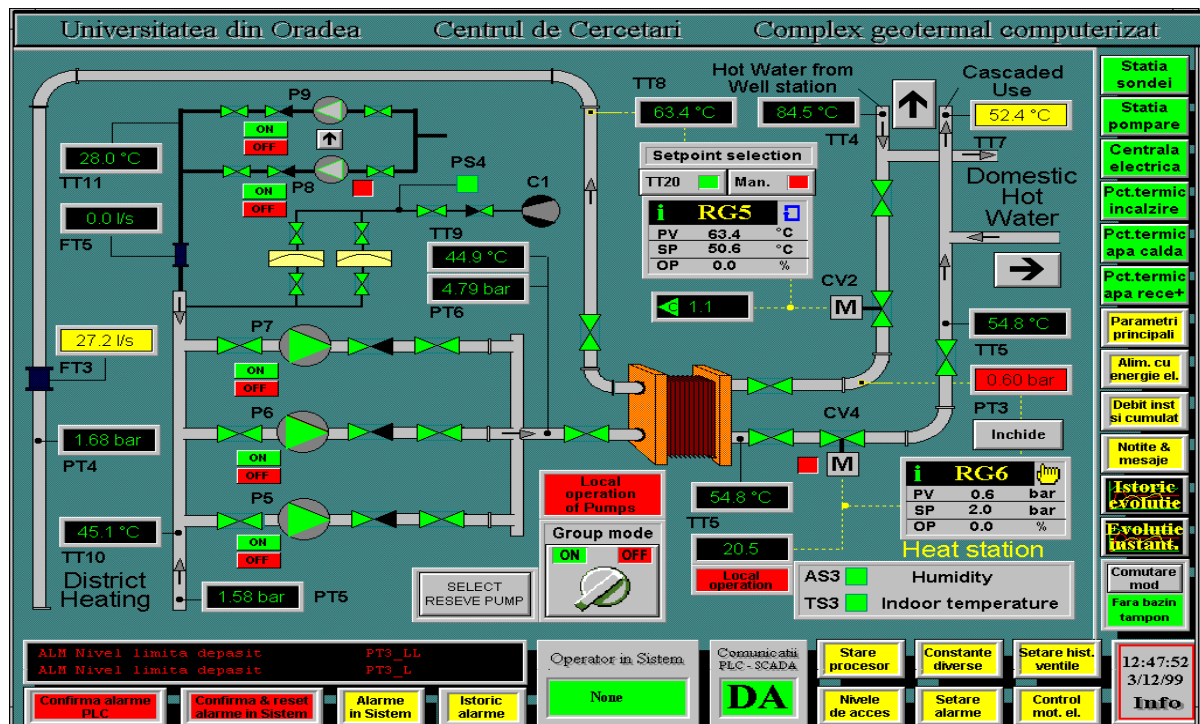 Universitatea din Oradea
Centrul de Cercetari
Complex geotermal computerizat
P9
ON
OFF
28.0 °C
TT11
P8
ON
OFF
0.0 l/s
FT5
PS4
C1
TT9
44.9 °C
4.79 bar
PT6
27.2 l/s
FT3
P7
ON
OFF
1.68 bar
PT4
P6
ON
OFF
P5
ON
OFF
45.1 °C
TT10
District
Heating
1.58 bar
PT5
SELECT
RESEVE PUMP
Local
operation
of Pumps
Group mode
ON
OFF
TT8
63.4 °C
Hot Water from
Well station
84.5 °C
TT4
Cascaded
Use
52.4 °C
TT7
Setpoint selection
TT20
Man.
i RG5
PV 63.4 °C
SP 50.6 °C
OP 0.0 %
C 1.1
CV2
M
Domestic
Hot
Water
54.8 °C
TT5
0.60 bar
PT3
Inchide
CV4
M
54.8 °C
TT5
20.5
Local
operation
i RG6
PV 0.6 bar
SP 2.0 bar
OP 0.0 %
Heat station
AS3 Humidity
TS3 Indoor temperature
Statia
sondei
Statia
pompare
Centrala
electrica
Pct.termic
incalzire
Pct.termic
apa calda
Pct.termic
apa rece+
Parametri
principali
Alim. cu
energie el.
Debit inst
si cumulat
Notite &
mesaje
Istoric
evolutie
Evolutie
instant.
Comutare
mod
Fara bazin
tampon
ALM Nivel limita depasit PT3_LL
ALM Nivel limita depasit PT3_L
Confirma alarme
PLC
Confirma & reset
alarme in Sistem
Alarme
in Sistem
Istoric
alarme
Operator in Sistem
None
Comunicatii
PLC - SCADA
DA
Stare
procesor
Constante
diverse
Setare hist.
ventile
Nivele
de acces
Setare
alarme
Control
mot. el.
12:47:52
3/12/99
Info